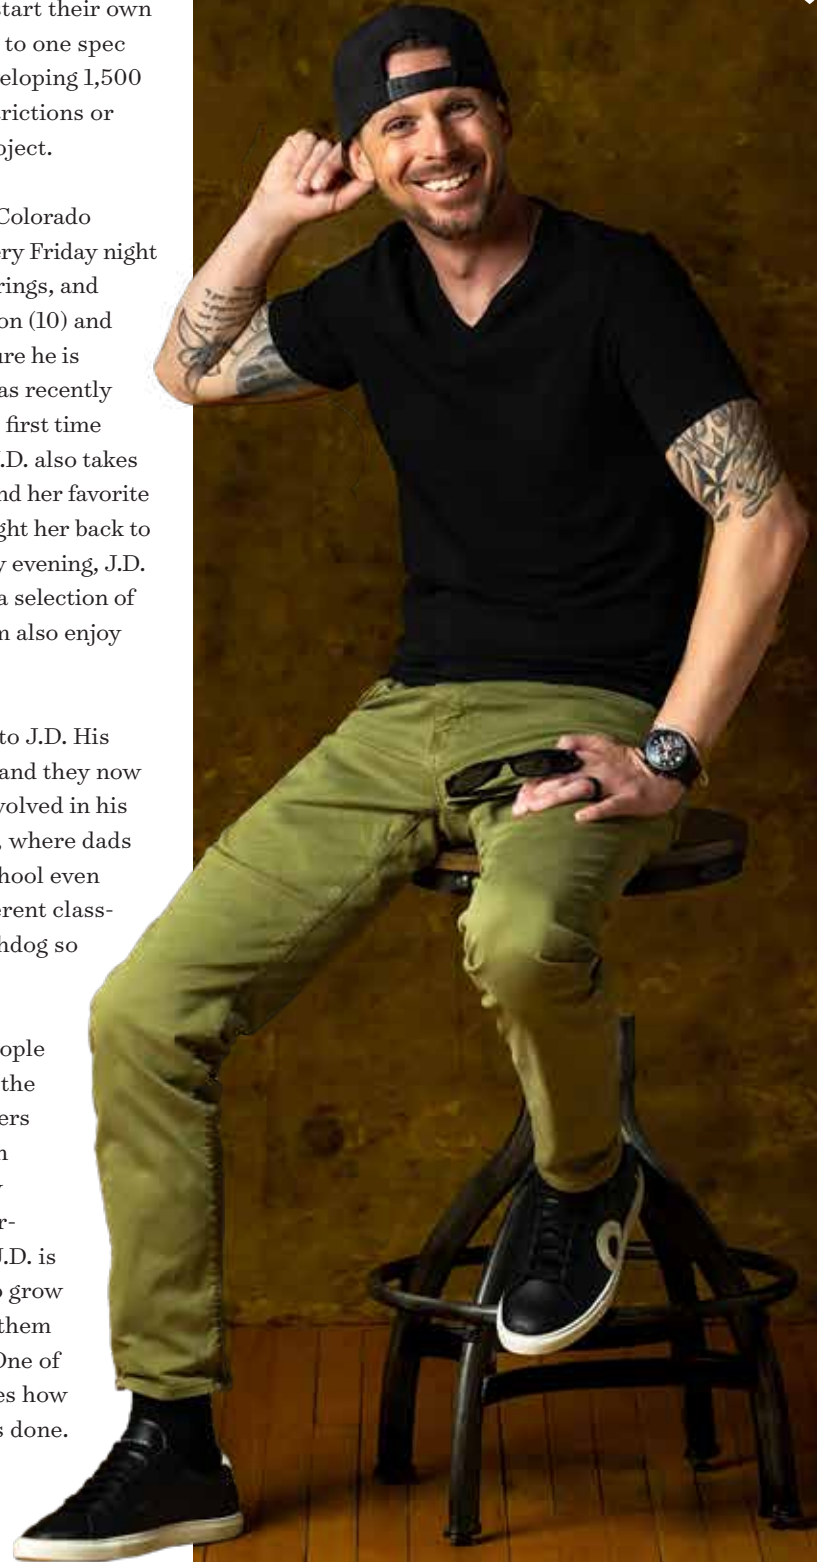 start their own
to one spec
eloping 1,500
trictions or
oject.
Colorado
ery Friday night
rings, and
on (10) and
ure he is
as recently
first time
.D. also takes
nd her favorite
ght her back to
y evening, J.D.
a selection of
n also enjoy
to J.D. His
and they now
volved in his
, where dads
hool even
erent class-
hdog so
ople
the
ers
n
y
r-
J.D. is
o grow
them
One of
es how
s done.